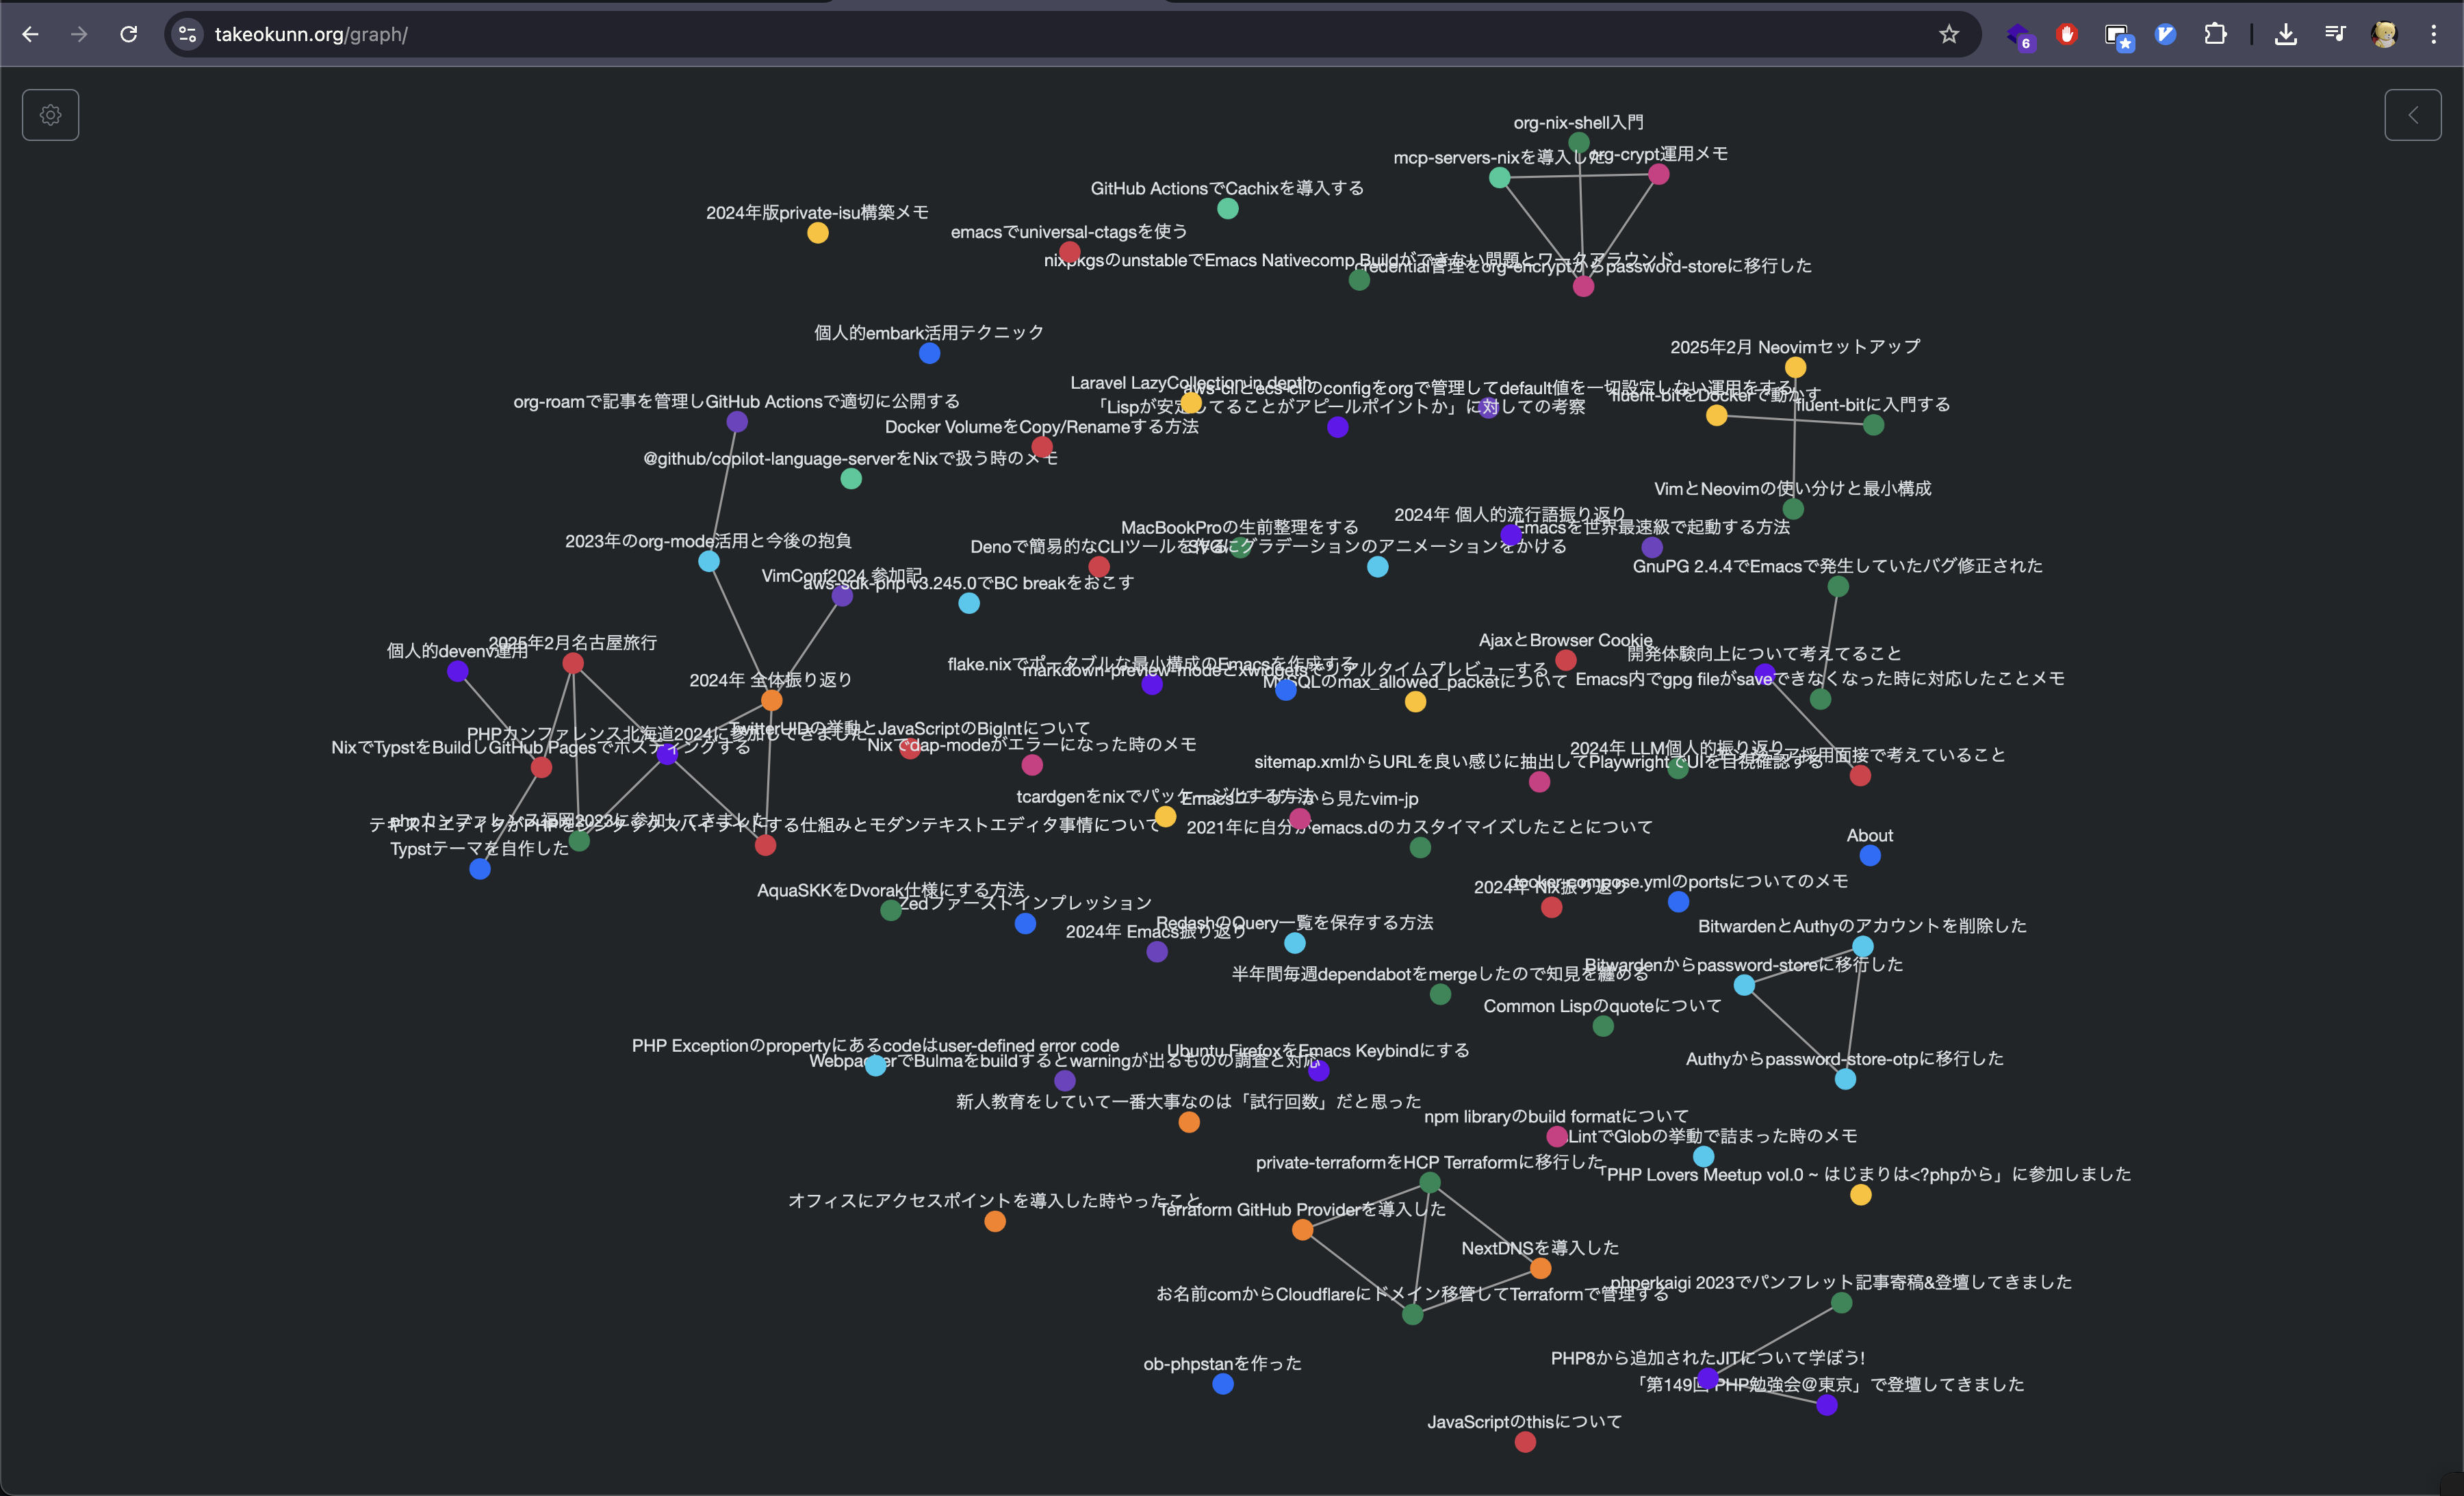 takeokunn.org/graph/
6
org-nix-shell入門
mcp-servers-nixを導入した
org-crypt運用メモ
GitHub ActionsでCachixを導入する
2024年版private-isu構築メモ
emacsでuniversal-ctagsを使う
nixpkgsのunstableでEmacs Nativecomp Buildができない問題とワークアラウンド
credential管理をorg-encryptからpassword-storeに移行した
個人的embark活用テクニック
2025年2月 Neovimセットアップ
Laravel LazyCollection in depth
aws-cliとecs-cliのconfigをorgで管理してdefault値を一切設定しない運用をする
fluent-bitをDockerで動かす
org-roamで記事を管理しGitHub Actionsで適切に公開する
「Lispが安定してることがアピールポイントか」に対しての考察
fluent-bitに入門する
Docker VolumeをCopy/Renameする方法
@github/copilot-language-serverをNixで扱う時のメモ
VimとNeovimの使い分けと最小構成
2024年 個人的流行語振り返り
MacBookProの生前整理をする
Emacsを世界最速級で起動する方法
2023年のorg-mode活用と今後の抱負
Denoで簡易的なCLIツールを作る
SVGにグラデーションのアニメーションをかける
GnuPG 2.4.4でEmacsで発生していたバグ修正された
VimConf2024 参加記
aws-sdk-php v3.245.0でBC breakをおこす
2025年2月名古屋旅行
AjaxとBrowser Cookie
個人的devenv運用
開発体験向上について考えてること
flake.nixでポータブルな最小構成のEmacsを作成する
markdown-preview-modeとxwidgetsでリアルタイムプレビューする
2024年 全体振り返り
MySQLのmax_allowed_packetについて
Emacs内でgpg fileがsaveできなくなった時に対応したことメモ
TwitterUIDの挙動とJavaScriptのBigIntについて
PHPカンファレンス北海道2024に参加してきました
NixでTypstをBuildしGitHub Pagesでホスティングする
Nixでdap-modeがエラーになった時のメモ
2024年 LLM個人的振り返り
採用面接で考えていること
sitemap.xmlからURLを良い感じに抽出してPlaywrightでUIを目視確認する
tcardgenをnixでパッケージ化する方法
Emacsユーザーから見たvim-jp
phpカンファレンス福岡2023に参加してきました
テキストエディタがPHPをシンタックスハイライトする仕組みとモダンテキストエディタ事情について
2021年に自分がemacs.dのカスタイマイズしたことについて
About
Typstテーマを自作した
docker-compose.ymlのportsについてのメモ
2024年 Nix振り返り
AquaSKKをDvorak仕様にする方法
Zedファーストインプレッション
RedashのQuery一覧を保存する方法
BitwardenとAuthyのアカウントを削除した
2024年 Emacs振り返り
Bitwardenからpassword-storeに移行した
半年間毎週dependabotをmergeしたので知見を纏める
Common Lispのquoteについて
PHP Exceptionのpropertyにあるcodeはuser-defined error code
Ubuntu FirefoxをEmacs Keybindにする
WebpackerでBulmaをbuildするとwarningが出るものの調査と対応
Authyからpassword-store-otpに移行した
新人教育をしていて一番大事なのは「試行回数」だと思った
npm libraryのbuild formatについて
LintでGlobの挙動で詰まった時のメモ
private-terraformをHCP Terraformに移行した
「PHP Lovers Meetup vol.0 ~ はじまりは<?phpから」に参加しました
オフィスにアクセスポイントを導入した時やったこと
Terraform GitHub Providerを導入した
NextDNSを導入した
phperkaigi 2023でパンフレット記事寄稿&登壇してきました
お名前comからCloudflareにドメイン移管してTerraformで管理する
PHP8から追加されたJITについて学ぼう!
ob-phpstanを作った
「第149回 PHP勉強会@東京」で登壇してきました
JavaScriptのthisについて